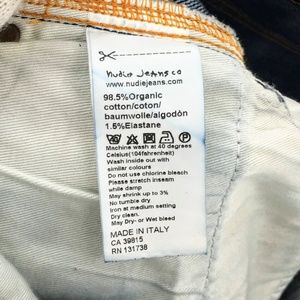 nudie jeans co
www.nudiejeans.com
98.5%Organic
cotton/coton/
baumwolle/algodón
1.5%Elastane
Machine wash at 40 degrees
Celsius(104fahrenheit)
Wash inside out with
similar colours
Do not use chlorine bleach
Please stretch inseam
while damp
May shrink up to 3%
No tumble dry
Iron at medium setting
Dry clean.
May Dry- or Wet bleed
MADE IN ITALY
CA 39815
RN 131738